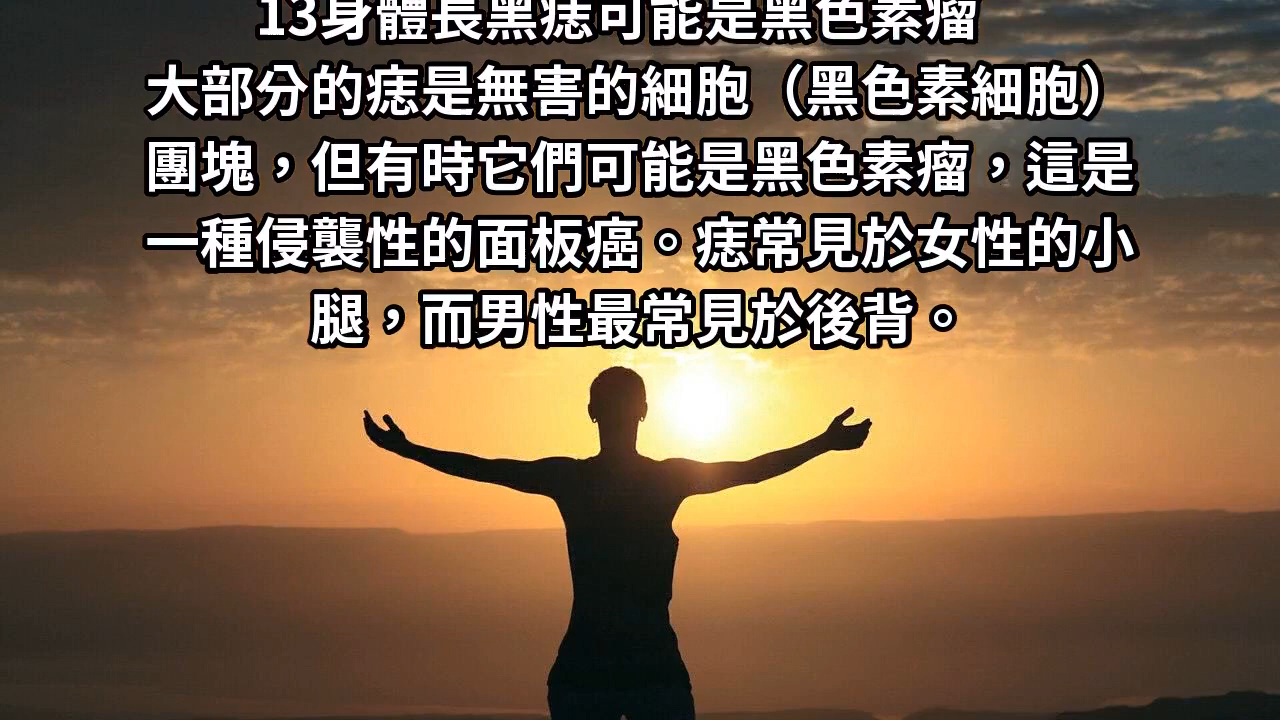 13身體長黑痣可能是黑色素瘤
大部分的痣是無害的細胞（黑色素細胞）
團塊，但有時它們可能是黑色素瘤，這是
一種侵襲性的面板癌。痣常見於女性的小
腿，而男性最常見於後背。